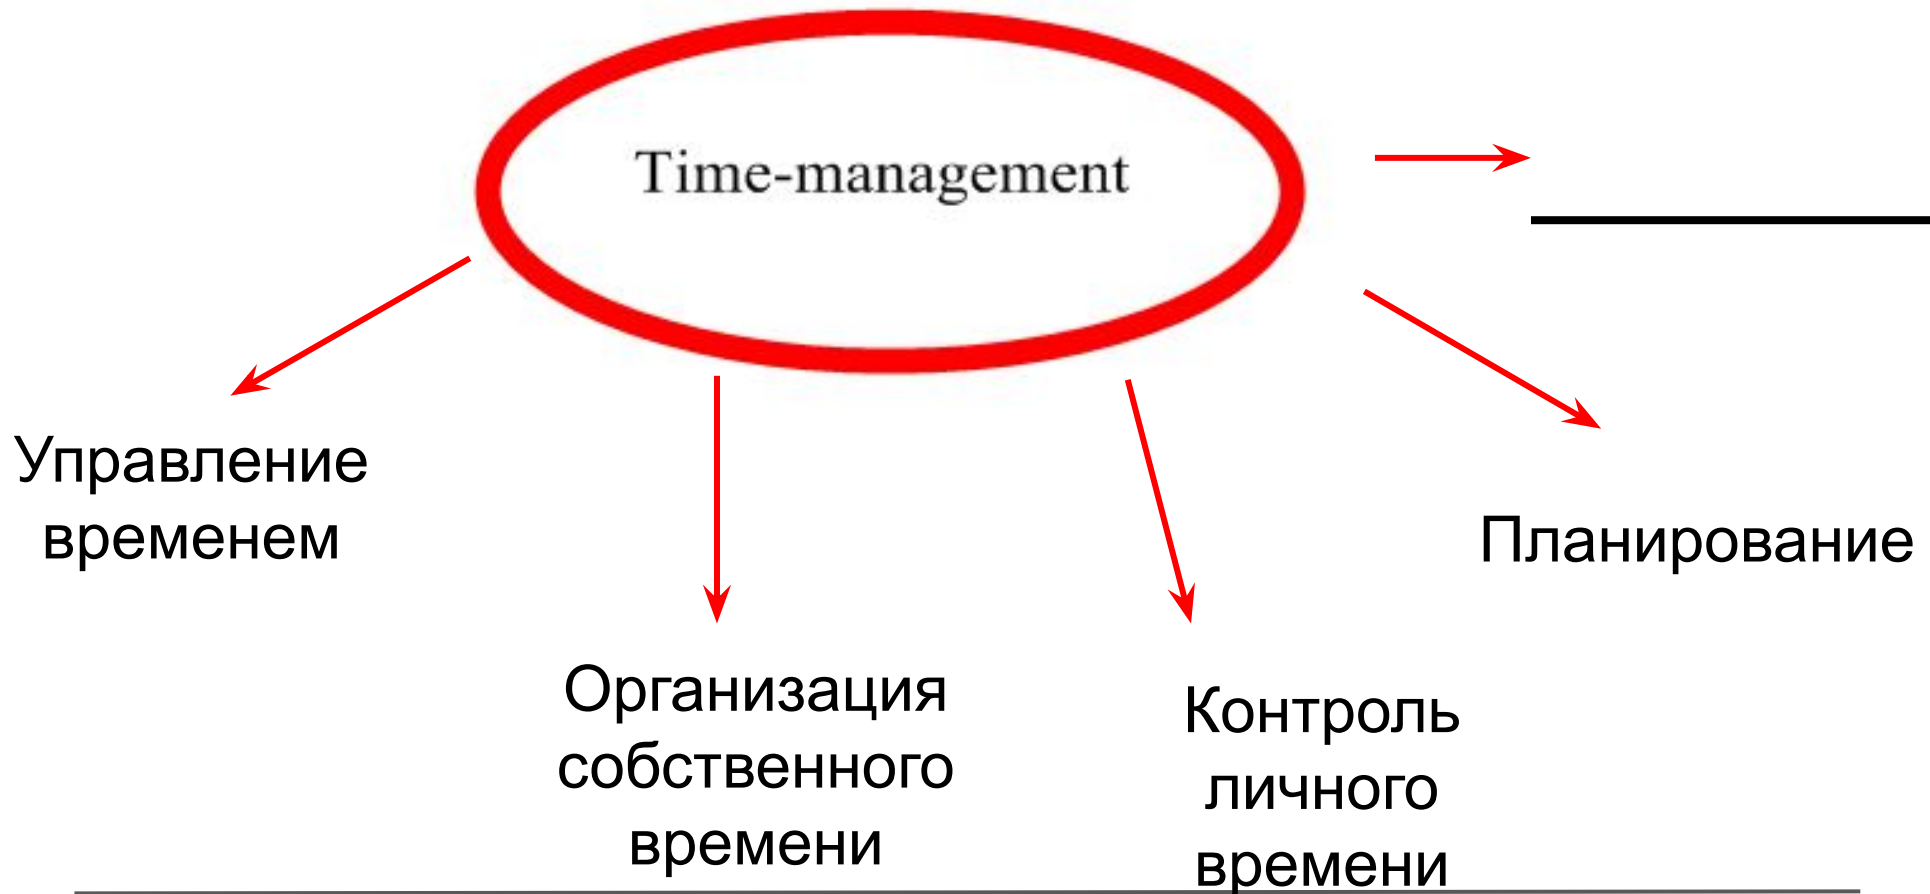 Time-management
Управление
временем
Планирование
Организация
собственного
времени
Контроль
личного
времени